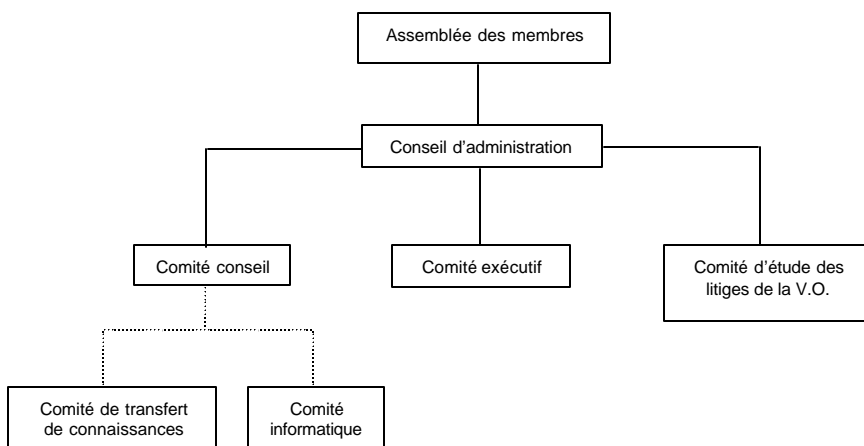 Assemblée des membres
Conseil d'administration
Comité conseil
Comité exécutif
Comité d'étude des
litiges de la V.O.
Comité de transfert
de connaissances
Comité
informatique